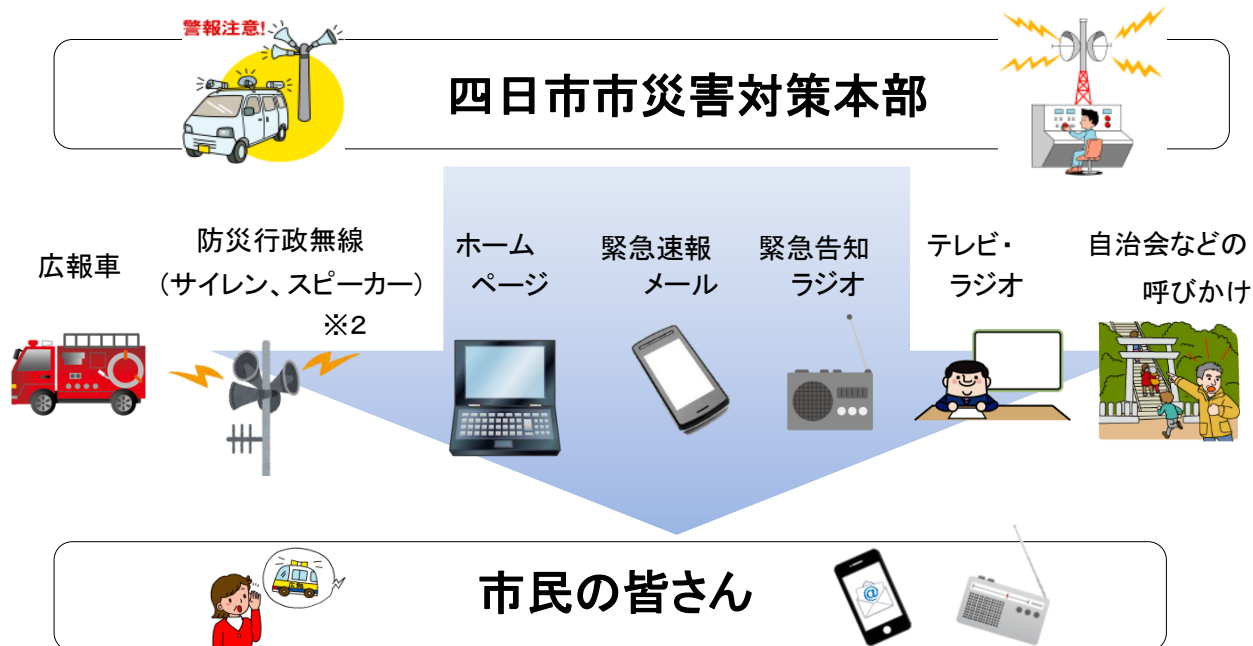 警報注意!
四日市市災害対策本部
広報車
防災行政無線
(サイレン、スピーカー)
※2
ホーム
ページ
緊急速報
メール
緊急告知
ラジオ
テレビ・
ラジオ
自治会などの
呼びかけ
市民の皆さん
広報
@